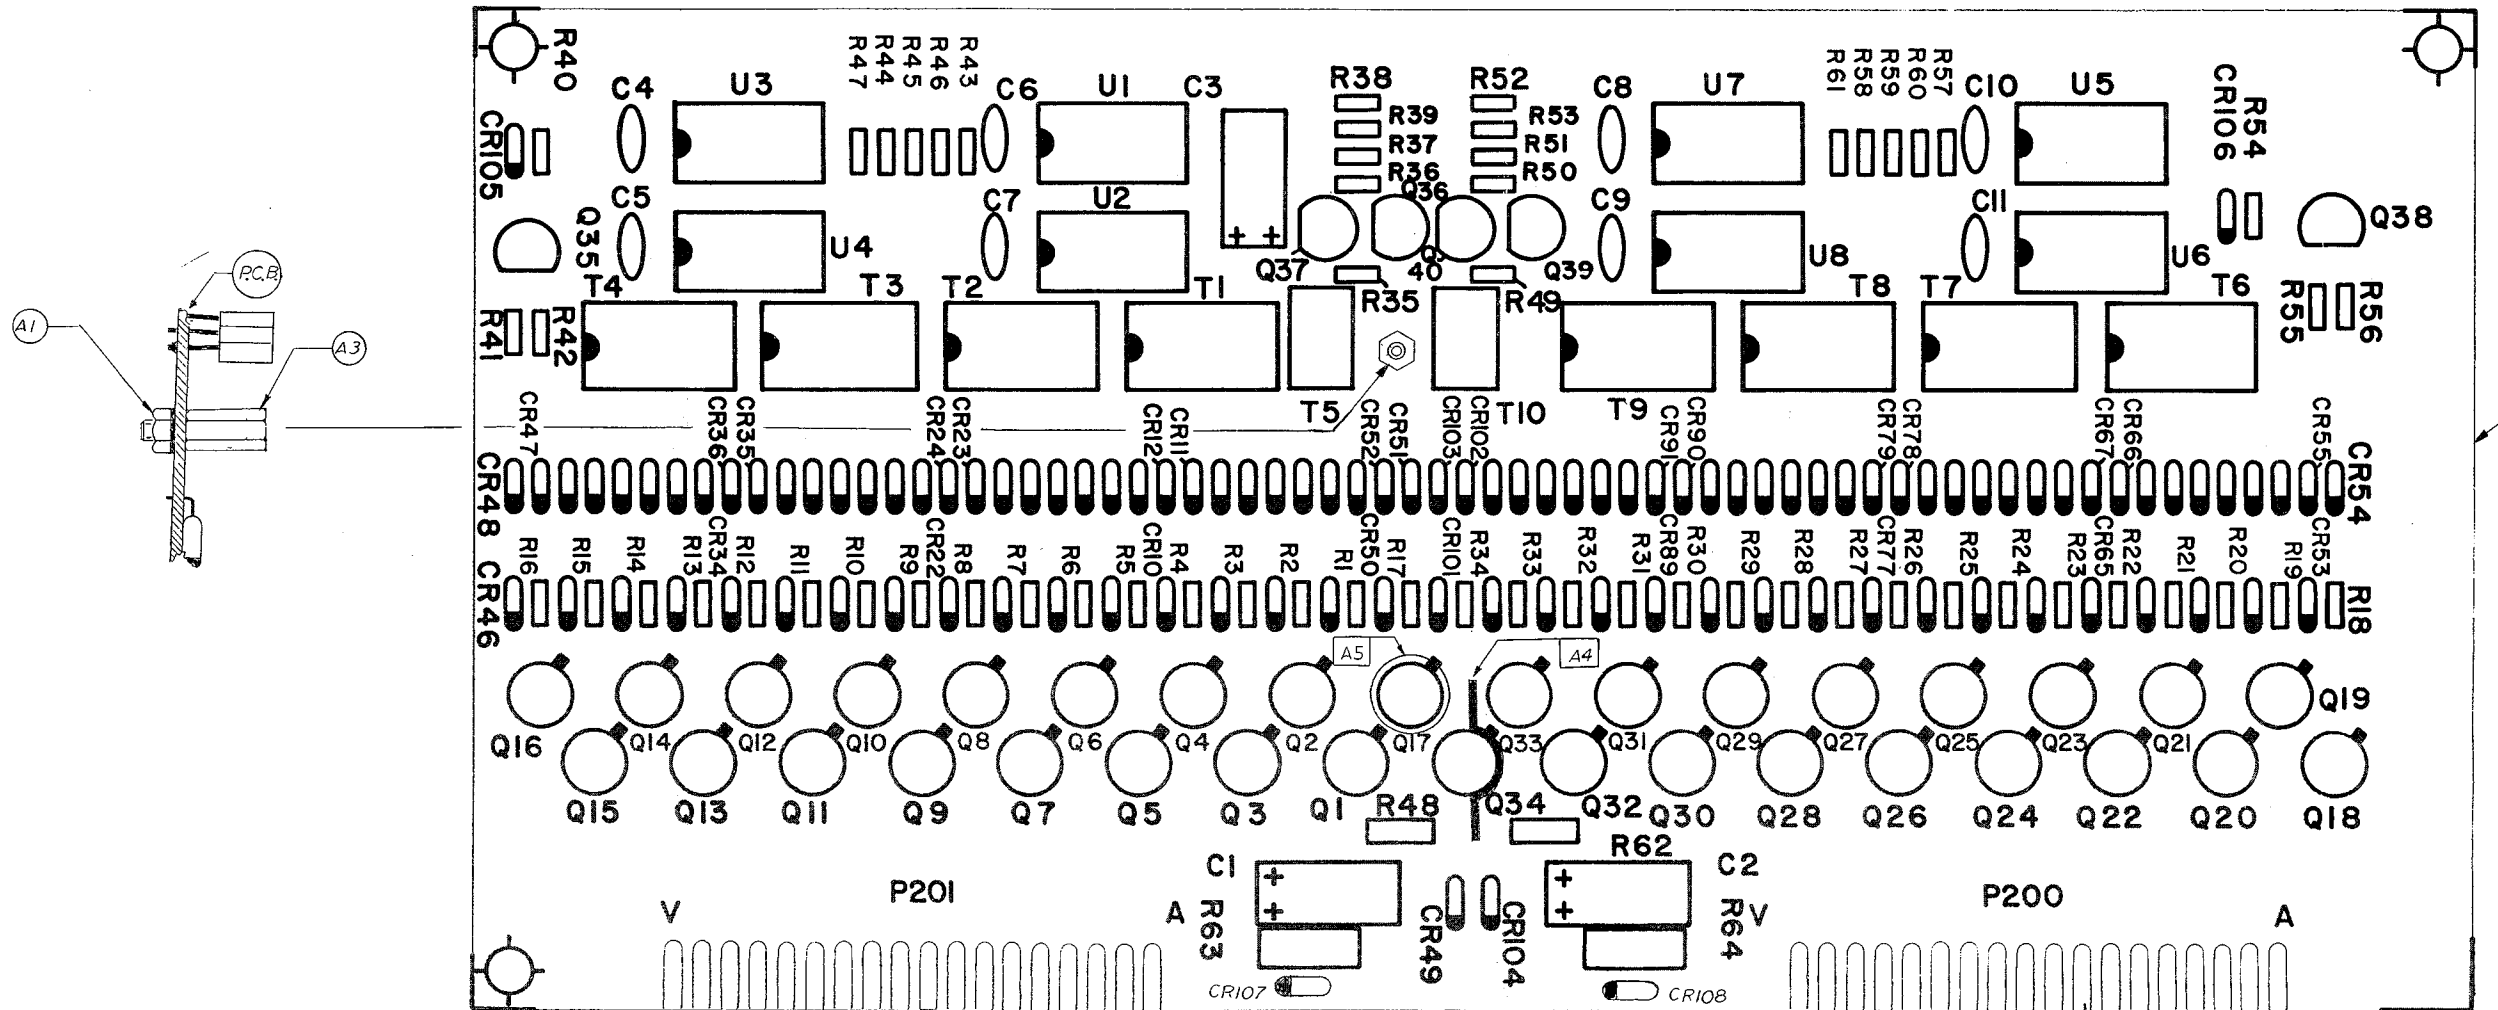 R40
R47 R44 R45 R46 R43
R38 R52
R61 R58 R59 R60 R57
C4 U3 C6 U1 C3 C8 U7 C10 U5 CR106 R54
CR105
R39 R53
R37 R51
R36 R50
Q36
C5 C7 U2 C9 C11
Q35 U4 Q38
+ +
Q37 40 Q39 U8 U6
P.C.B.
T4 T3 T2 T1 R35 R49 T8 T7 T6
A1 A3
R41 R42 R55 R56
T5 T10 T9
CR47 CR36 CR35 CR24 CR23 CR12 CR11 CR52 CR51 CR103 CR102 CR91 CR90 CR79 CR78 CR67 CR66 CR55
CR48 CR54
R16 R15 R14 R13 CR34 R12 R11 R10 R9 CR22 R8 R7 R6 R5 CR10 R4 R3 R2 R1 CR50 R17 CR101 R34 R33 R32 R31 CR89 R30 R29 R28 R27 CR77 R26 R25 R24 R23 CR65 R22 R21 R20 R19 CR53
CR46 R18
A5 A4
Q19
Q16 Q14 Q12 Q10 Q8 Q6 Q4 Q2 Q17 Q33 Q31 Q29 Q27 Q25 Q23 Q21
Q15 Q13 Q11 Q9 Q7 Q5 Q3 Q1 R48 Q34 Q32 Q30 Q28 Q26 Q24 Q22 Q20 Q18
R62
C1 + + C2
P201 P200
V A R63 + CR49 CR104 + R64 V A
CR107 CR108